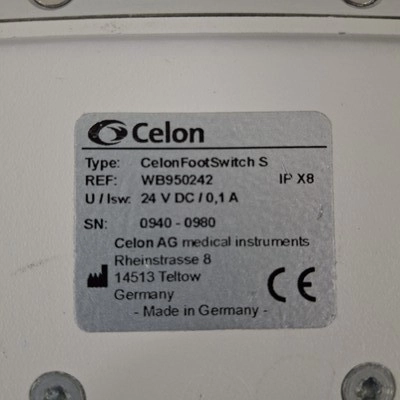 Celon
Type: CelonFootSwitch S
REF: WB950242 IP X8
U / Isw: 24 V DC / 0,1 A
SN: 0940 - 0980
Celon AG medical instruments
Rheinstrasse 8
14513 Teltow
Germany
- Made in Germany -
CE